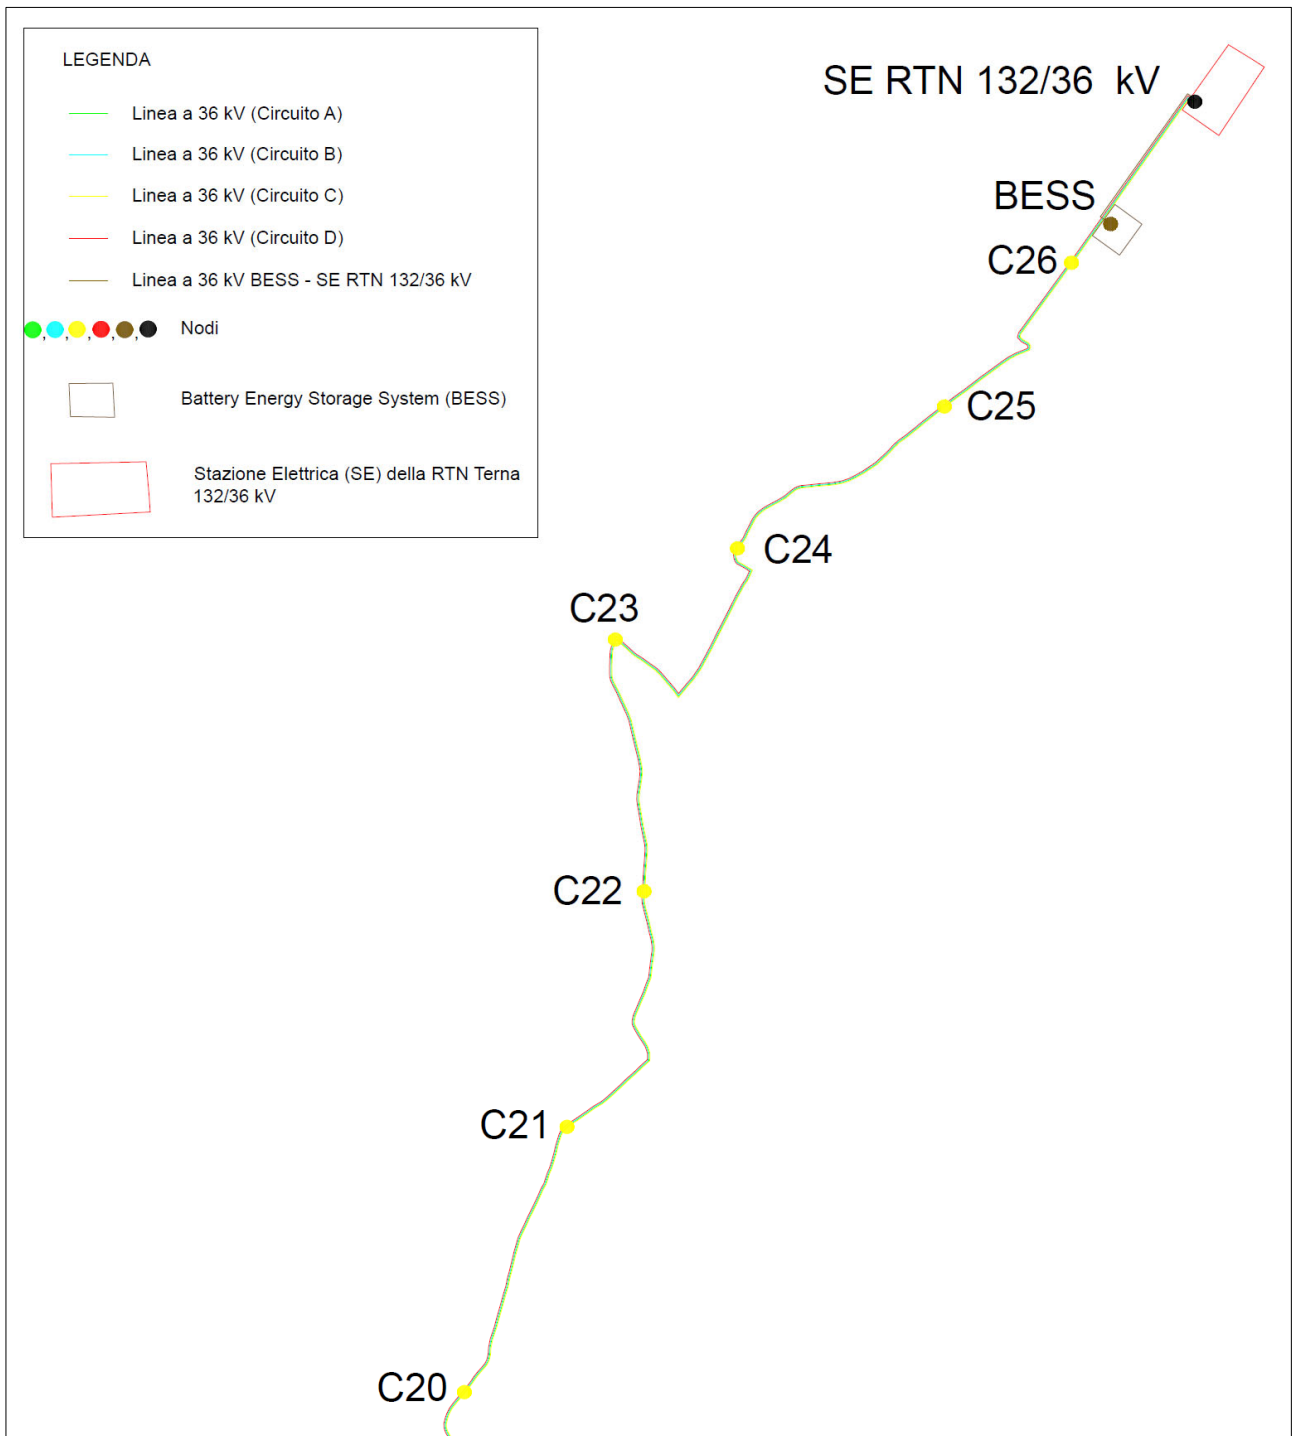 LEGENDA
Linea a 36 kV (Circuito A)
Linea a 36 kV (Circuito B)
Linea a 36 kV (Circuito C)
Linea a 36 kV (Circuito D)
Linea a 36 kV BESS - SE RTN 132/36 kV
, , , , , Nodi
Battery Energy Storage System (BESS)
Stazione Elettrica (SE) della RTN Terna
132/36 kV
SE RTN 132/36 kV
BESS
C26
C25
C24
C23
C22
C21
C20